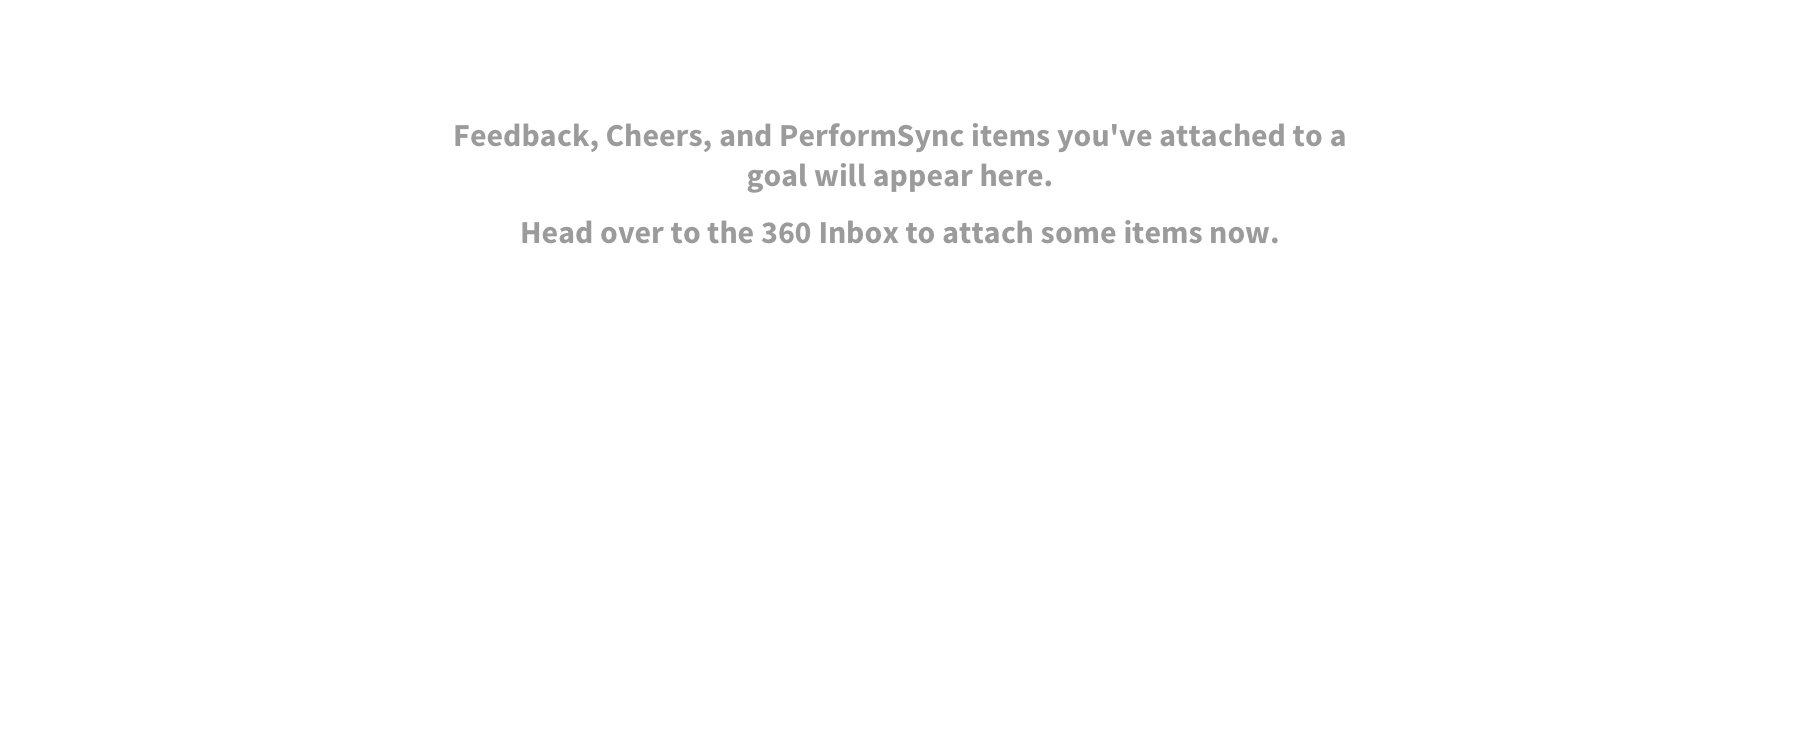 Feedback, Cheers, and PerformSync items you've attached to a
goal will appear here.
Head over to the 360 Inbox to attach some items now.